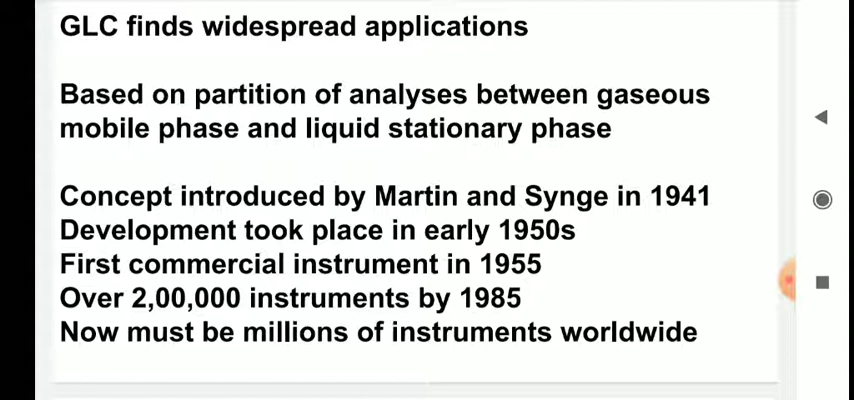 GLC finds widespread applications
Based on partition of analyses between gaseous
mobile phase and liquid stationary phase
Concept introduced by Martin and Synge in 1941
Development took place in early 1950s
First commercial instrument in 1955
Over 2,00,000 instruments by 1985
Now must be millions of instruments worldwide